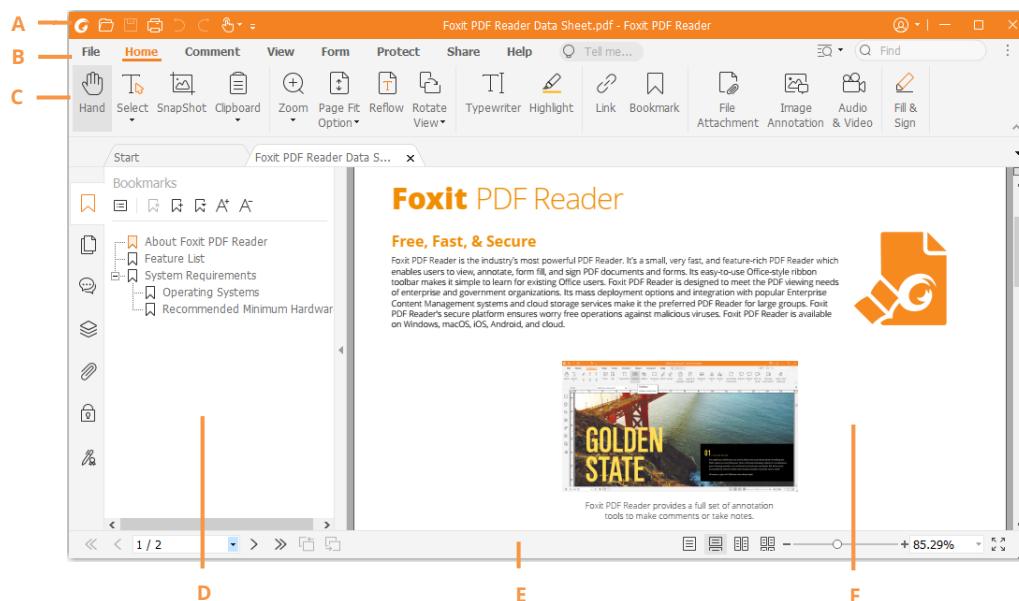 A
Foxit PDF Reader Data Sheet.pdf - Foxit PDF Reader
B
File Home Comment View Form Protect Share Help Tell me... Find
C
Hand Select SnapShot Clipboard Zoom Page Fit Option Reflow Rotate View Typewriter Highlight Link Bookmark File Attachment Image Annotation Audio & Video Fill & Sign
Start Foxit PDF Reader Data S...
Bookmarks
About Foxit PDF Reader
Feature List
System Requirements
Operating Systems
Recommended Minimum Hardwar
Foxit PDF Reader
Free, Fast, & Secure
Foxit PDF Reader is the industry's most powerful PDF Reader. It's a small, very fast, and feature-rich PDF Reader which
enables users to view, annotate, form fill, and sign PDF documents and forms. Its easy-to-use Office-style ribbon
toolbar makes it simple to learn for existing Office users. Foxit PDF Reader is designed to meet the PDF viewing needs
of enterprise and government organizations. Its mass deployment options and integration with popular Enterprise
Content Management systems and cloud storage services make it the preferred PDF Reader for large groups. Foxit
PDF Reader's secure platform ensures worry free operations against malicious viruses. Foxit PDF Reader is available
on Windows, macOS, iOS, Android, and cloud.
GOLDEN
STATE
01
Foxit PDF Reader provides a full set of annotation
tools to make comments or take notes.
1 / 2 85.29%
D E F